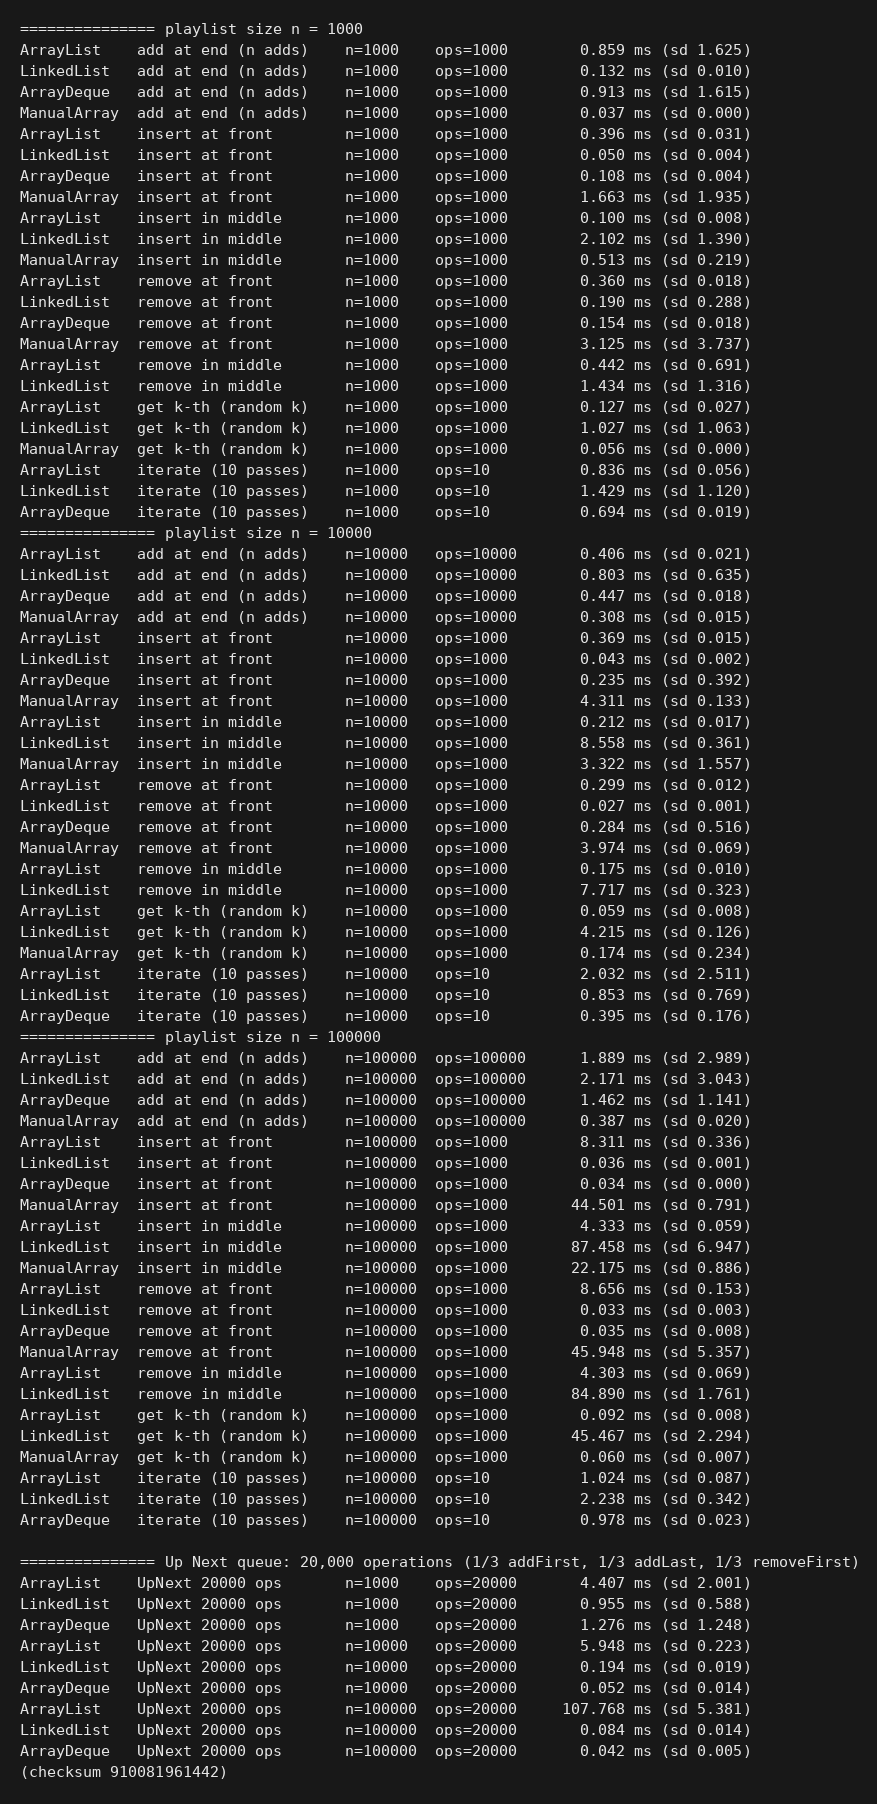 =============== playlist size n = 1000
ArrayList    add at end (n adds)    n=1000    ops=1000        0.859 ms (sd 1.625)
LinkedList   add at end (n adds)    n=1000    ops=1000        0.132 ms (sd 0.010)
ArrayDeque   add at end (n adds)    n=1000    ops=1000        0.913 ms (sd 1.615)
ManualArray  add at end (n adds)    n=1000    ops=1000        0.037 ms (sd 0.000)
ArrayList    insert at front        n=1000    ops=1000        0.396 ms (sd 0.031)
LinkedList   insert at front        n=1000    ops=1000        0.050 ms (sd 0.004)
ArrayDeque   insert at front        n=1000    ops=1000        0.108 ms (sd 0.004)
ManualArray  insert at front        n=1000    ops=1000        1.663 ms (sd 1.935)
ArrayList    insert in middle       n=1000    ops=1000        0.100 ms (sd 0.008)
LinkedList   insert in middle       n=1000    ops=1000        2.102 ms (sd 1.390)
ManualArray  insert in middle       n=1000    ops=1000        0.513 ms (sd 0.219)
ArrayList    remove at front        n=1000    ops=1000        0.360 ms (sd 0.018)
LinkedList   remove at front        n=1000    ops=1000        0.190 ms (sd 0.288)
ArrayDeque   remove at front        n=1000    ops=1000        0.154 ms (sd 0.018)
ManualArray  remove at front        n=1000    ops=1000        3.125 ms (sd 3.737)
ArrayList    remove in middle       n=1000    ops=1000        0.442 ms (sd 0.691)
LinkedList   remove in middle       n=1000    ops=1000        1.434 ms (sd 1.316)
ArrayList    get k-th (random k)    n=1000    ops=1000        0.127 ms (sd 0.027)
LinkedList   get k-th (random k)    n=1000    ops=1000        1.027 ms (sd 1.063)
ManualArray  get k-th (random k)    n=1000    ops=1000        0.056 ms (sd 0.000)
ArrayList    iterate (10 passes)    n=1000    ops=10          0.836 ms (sd 0.056)
LinkedList   iterate (10 passes)    n=1000    ops=10          1.429 ms (sd 1.120)
ArrayDeque   iterate (10 passes)    n=1000    ops=10          0.694 ms (sd 0.019)
=============== playlist size n = 10000
ArrayList    add at end (n adds)    n=10000   ops=10000       0.406 ms (sd 0.021)
LinkedList   add at end (n adds)    n=10000   ops=10000       0.803 ms (sd 0.635)
ArrayDeque   add at end (n adds)    n=10000   ops=10000       0.447 ms (sd 0.018)
ManualArray  add at end (n adds)    n=10000   ops=10000       0.308 ms (sd 0.015)
ArrayList    insert at front        n=10000   ops=1000        0.369 ms (sd 0.015)
LinkedList   insert at front        n=10000   ops=1000        0.043 ms (sd 0.002)
ArrayDeque   insert at front        n=10000   ops=1000        0.235 ms (sd 0.392)
ManualArray  insert at front        n=10000   ops=1000        4.311 ms (sd 0.133)
ArrayList    insert in middle       n=10000   ops=1000        0.212 ms (sd 0.017)
LinkedList   insert in middle       n=10000   ops=1000        8.558 ms (sd 0.361)
ManualArray  insert in middle       n=10000   ops=1000        3.322 ms (sd 1.557)
ArrayList    remove at front        n=10000   ops=1000        0.299 ms (sd 0.012)
LinkedList   remove at front        n=10000   ops=1000        0.027 ms (sd 0.001)
ArrayDeque   remove at front        n=10000   ops=1000        0.284 ms (sd 0.516)
ManualArray  remove at front        n=10000   ops=1000        3.974 ms (sd 0.069)
ArrayList    remove in middle       n=10000   ops=1000        0.175 ms (sd 0.010)
LinkedList   remove in middle       n=10000   ops=1000        7.717 ms (sd 0.323)
ArrayList    get k-th (random k)    n=10000   ops=1000        0.059 ms (sd 0.008)
LinkedList   get k-th (random k)    n=10000   ops=1000        4.215 ms (sd 0.126)
ManualArray  get k-th (random k)    n=10000   ops=1000        0.174 ms (sd 0.234)
ArrayList    iterate (10 passes)    n=10000   ops=10          2.032 ms (sd 2.511)
LinkedList   iterate (10 passes)    n=10000   ops=10          0.853 ms (sd 0.769)
ArrayDeque   iterate (10 passes)    n=10000   ops=10          0.395 ms (sd 0.176)
=============== playlist size n = 100000
ArrayList    add at end (n adds)    n=100000  ops=100000      1.889 ms (sd 2.989)
LinkedList   add at end (n adds)    n=100000  ops=100000      2.171 ms (sd 3.043)
ArrayDeque   add at end (n adds)    n=100000  ops=100000      1.462 ms (sd 1.141)
ManualArray  add at end (n adds)    n=100000  ops=100000      0.387 ms (sd 0.020)
ArrayList    insert at front        n=100000  ops=1000        8.311 ms (sd 0.336)
LinkedList   insert at front        n=100000  ops=1000        0.036 ms (sd 0.001)
ArrayDeque   insert at front        n=100000  ops=1000        0.034 ms (sd 0.000)
ManualArray  insert at front        n=100000  ops=1000       44.501 ms (sd 0.791)
ArrayList    insert in middle       n=100000  ops=1000        4.333 ms (sd 0.059)
LinkedList   insert in middle       n=100000  ops=1000       87.458 ms (sd 6.947)
ManualArray  insert in middle       n=100000  ops=1000       22.175 ms (sd 0.886)
ArrayList    remove at front        n=100000  ops=1000        8.656 ms (sd 0.153)
LinkedList   remove at front        n=100000  ops=1000        0.033 ms (sd 0.003)
ArrayDeque   remove at front        n=100000  ops=1000        0.035 ms (sd 0.008)
ManualArray  remove at front        n=100000  ops=1000       45.948 ms (sd 5.357)
ArrayList    remove in middle       n=100000  ops=1000        4.303 ms (sd 0.069)
LinkedList   remove in middle       n=100000  ops=1000       84.890 ms (sd 1.761)
ArrayList    get k-th (random k)    n=100000  ops=1000        0.092 ms (sd 0.008)
LinkedList   get k-th (random k)    n=100000  ops=1000       45.467 ms (sd 2.294)
ManualArray  get k-th (random k)    n=100000  ops=1000        0.060 ms (sd 0.007)
ArrayList    iterate (10 passes)    n=100000  ops=10          1.024 ms (sd 0.087)
LinkedList   iterate (10 passes)    n=100000  ops=10          2.238 ms (sd 0.342)
ArrayDeque   iterate (10 passes)    n=100000  ops=10          0.978 ms (sd 0.023)

=============== Up Next queue: 20,000 operations (1/3 addFirst, 1/3 addLast, 1/3 removeFirst)
ArrayList    UpNext 20000 ops       n=1000    ops=20000       4.407 ms (sd 2.001)
LinkedList   UpNext 20000 ops       n=1000    ops=20000       0.955 ms (sd 0.588)
ArrayDeque   UpNext 20000 ops       n=1000    ops=20000       1.276 ms (sd 1.248)
ArrayList    UpNext 20000 ops       n=10000   ops=20000       5.948 ms (sd 0.223)
LinkedList   UpNext 20000 ops       n=10000   ops=20000       0.194 ms (sd 0.019)
ArrayDeque   UpNext 20000 ops       n=10000   ops=20000       0.052 ms (sd 0.014)
ArrayList    UpNext 20000 ops       n=100000  ops=20000     107.768 ms (sd 5.381)
LinkedList   UpNext 20000 ops       n=100000  ops=20000       0.084 ms (sd 0.014)
ArrayDeque   UpNext 20000 ops       n=100000  ops=20000       0.042 ms (sd 0.005)
(checksum 910081961442)